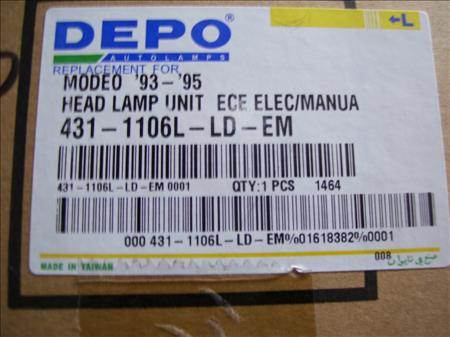 DEPO®
AUTOLAMPS
←L
REPLACEMENT FOR
MODEO '93-'95
HEAD LAMP UNIT ECE ELEC/MANUA
431-1106L-LD-EM
431-1106L-LD-EM 0001 QTY:1 PCS 1464
000 431-1106L-LD-EM%01618382%0001
008
MADE IN TAIWAN صنع في تايوان